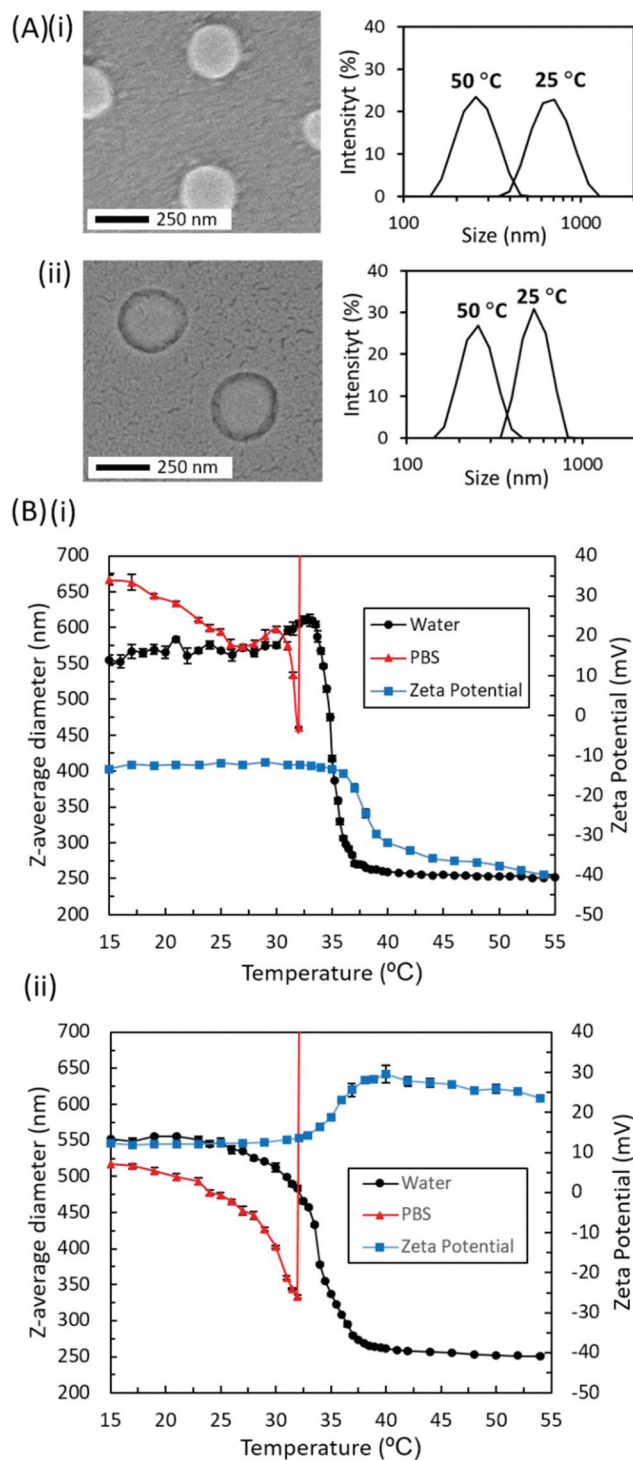 (A)(i)
250 nm
Intensityt (%)
40
30
20
10
0
50 °C
25 °C
100
1000
Size (nm)
(ii)
250 nm
Intensityt (%)
40
30
20
10
0
50 °C
25 °C
100
1000
Size (nm)
(B)(i)
Z-aveerage diameter (nm)
700
650
600
550
500
450
400
350
300
250
200
Water
PBS
Zeta Potential
40
30
20
10
0
-10
-20
-30
-40
-50
Zeta Potential (mV)
15 20 25 30 35 40 45 50 55
Temperature (°C)
(ii)
Z-average diameter (nm)
700
650
600
550
500
450
400
350
300
250
200
Water
PBS
Zeta Potential
40
30
20
10
0
-10
-20
-30
-40
-50
Zeta Potential (mV)
15 20 25 30 35 40 45 50 55
Temperature (°C)